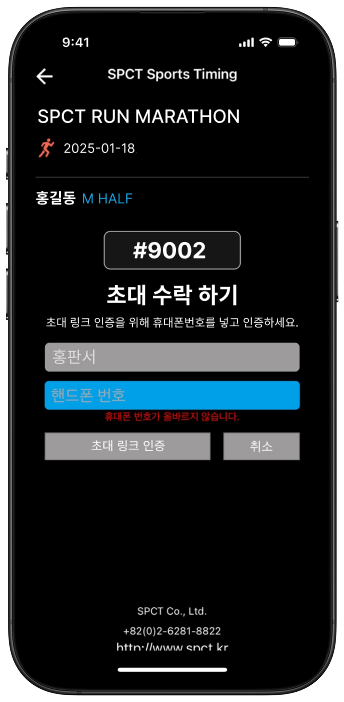 9:41
SPCT Sports Timing
SPCT RUN MARATHON
2025-01-18
홍길동 M HALF
#9002
초대 수락 하기
초대 링크 인증을 위해 휴대폰번호를 넣고 인증하세요.
홍판서
핸드폰 번호
휴대폰 번호가 올바르지 않습니다.
초대 링크 인증 취소
SPCT Co., Ltd.
+82(0)2-6281-8822
http://www.spct.kr